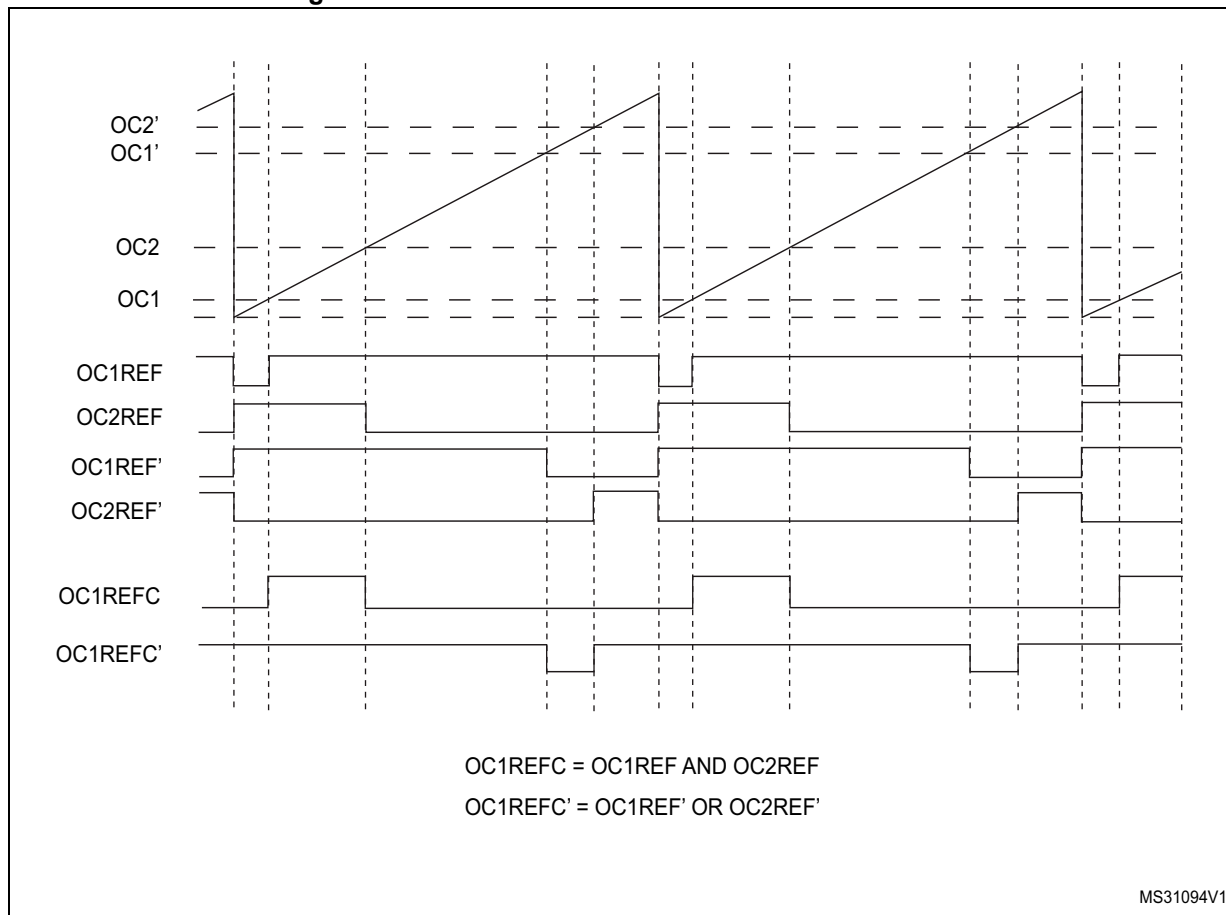 OC2’
OC1’
OC2
OC1
OC1REF
OC2REF
OC1REF’
OC2REF’
OC1REFC
OC1REFC’
OC1REFC = OC1REF AND OC2REF
OC1REFC’ = OC1REF’ OR OC2REF’
MS31094V1